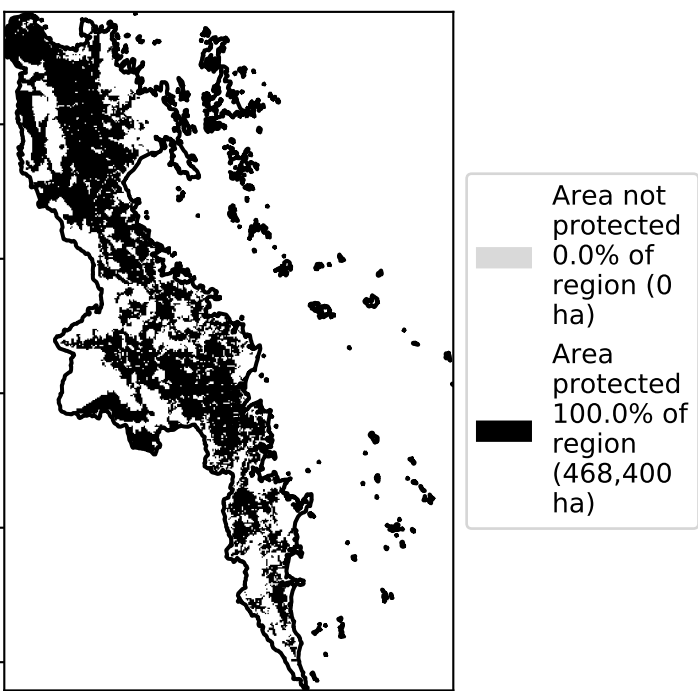 Area not
protected
0.0% of
region (0
ha)
Area
protected
100.0% of
region
(468,400
ha)